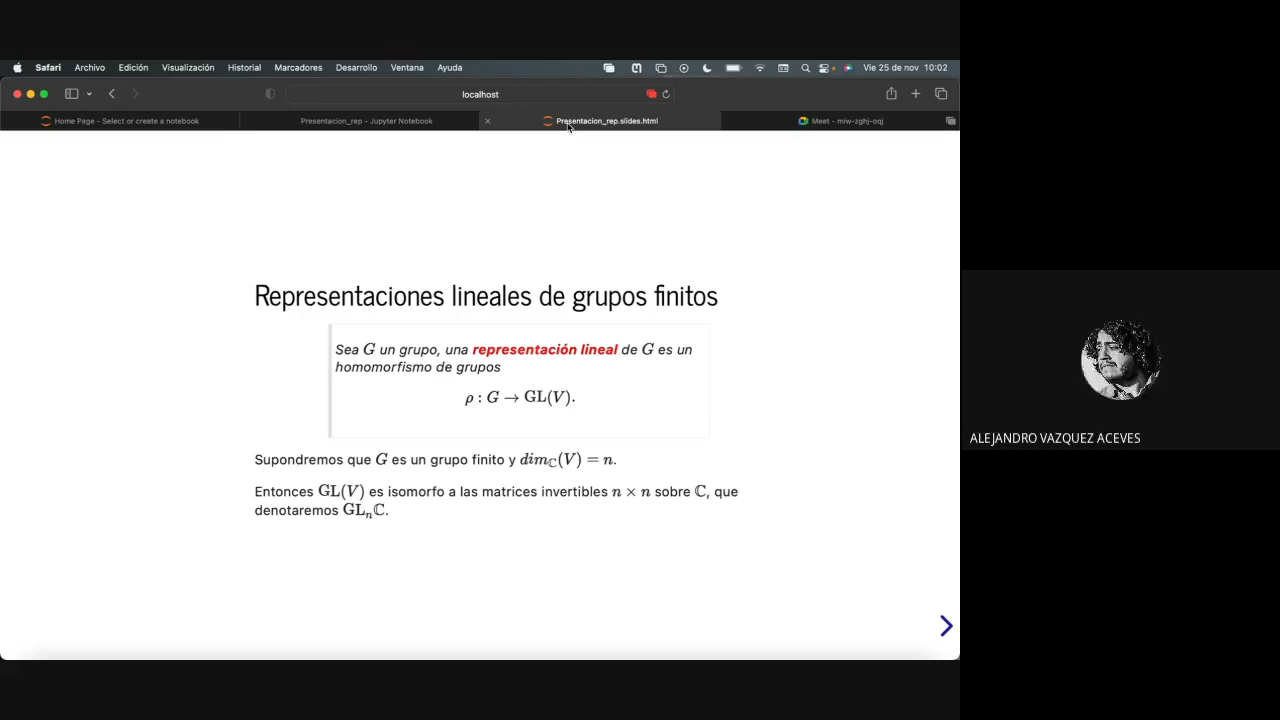 Safari Archivo Edición Visualización Historial Marcadores Desarrollo Ventana Ayuda Vie 25 de nov 10:02
localhost
Home Page - Select or create a notebook Presentacion_rep - Jupyter Notebook Presentacion_rep.slides.html Meet - miw-zghj-oqj
Representaciones lineales de grupos finitos
Sea G un grupo, una representación lineal de G es un
homomorfismo de grupos
ρ : G → GL(V).
Supondremos que G es un grupo finito y dim_ℂ(V) = n.
Entonces GL(V) es isomorfo a las matrices invertibles n × n sobre ℂ, que
denotaremos GL_nℂ.
ALEJANDRO VAZQUEZ ACEVES